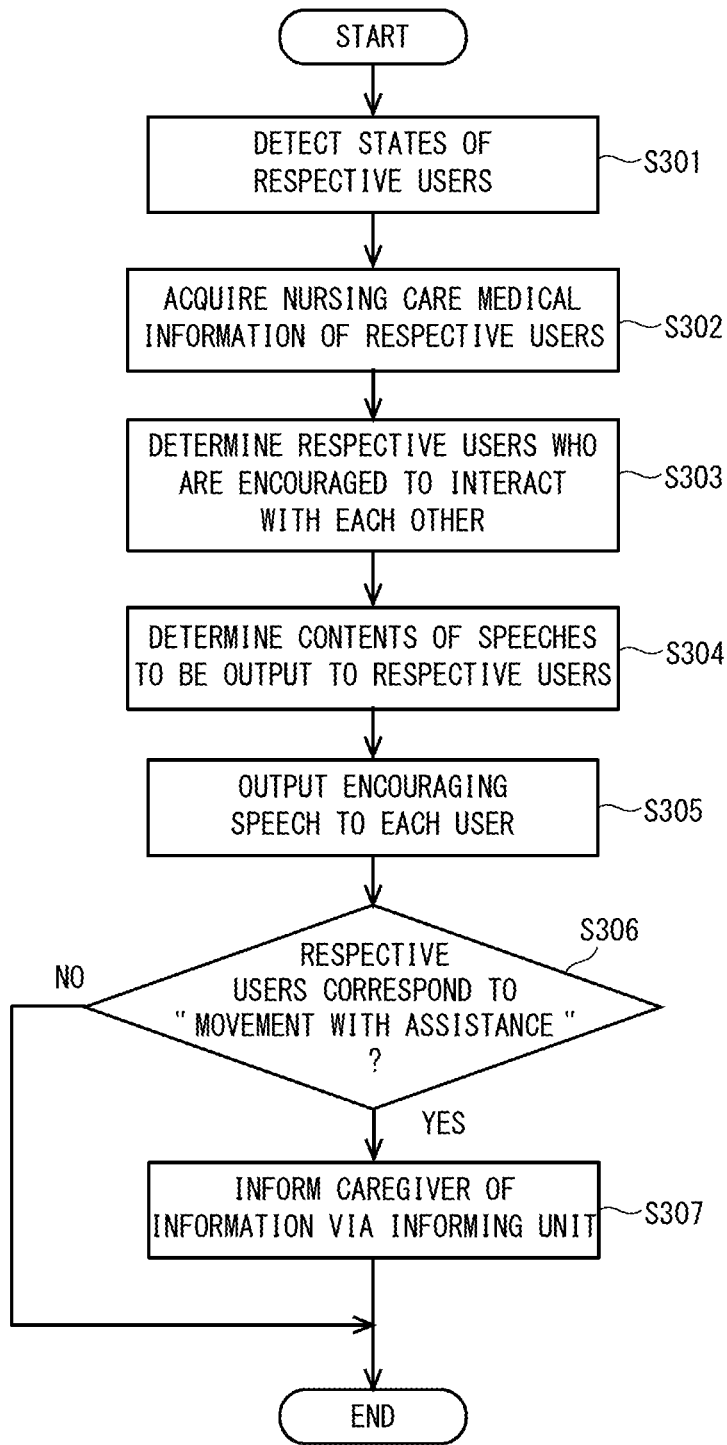 START
DETECT STATES OF
RESPECTIVE USERS
S301
ACQUIRE NURSING CARE MEDICAL
INFORMATION OF RESPECTIVE USERS
S302
DETERMINE RESPECTIVE USERS WHO
ARE ENCOURAGED TO INTERACT
WITH EACH OTHER
S303
DETERMINE CONTENTS OF SPEECHES
TO BE OUTPUT TO RESPECTIVE USERS
S304
OUTPUT ENCOURAGING
SPEECH TO EACH USER
S305
S306
RESPECTIVE
USERS CORRESPOND TO
"MOVEMENT WITH ASSISTANCE"
?
NO
YES
INFORM CAREGIVER OF
INFORMATION VIA INFORMING UNIT
S307
END